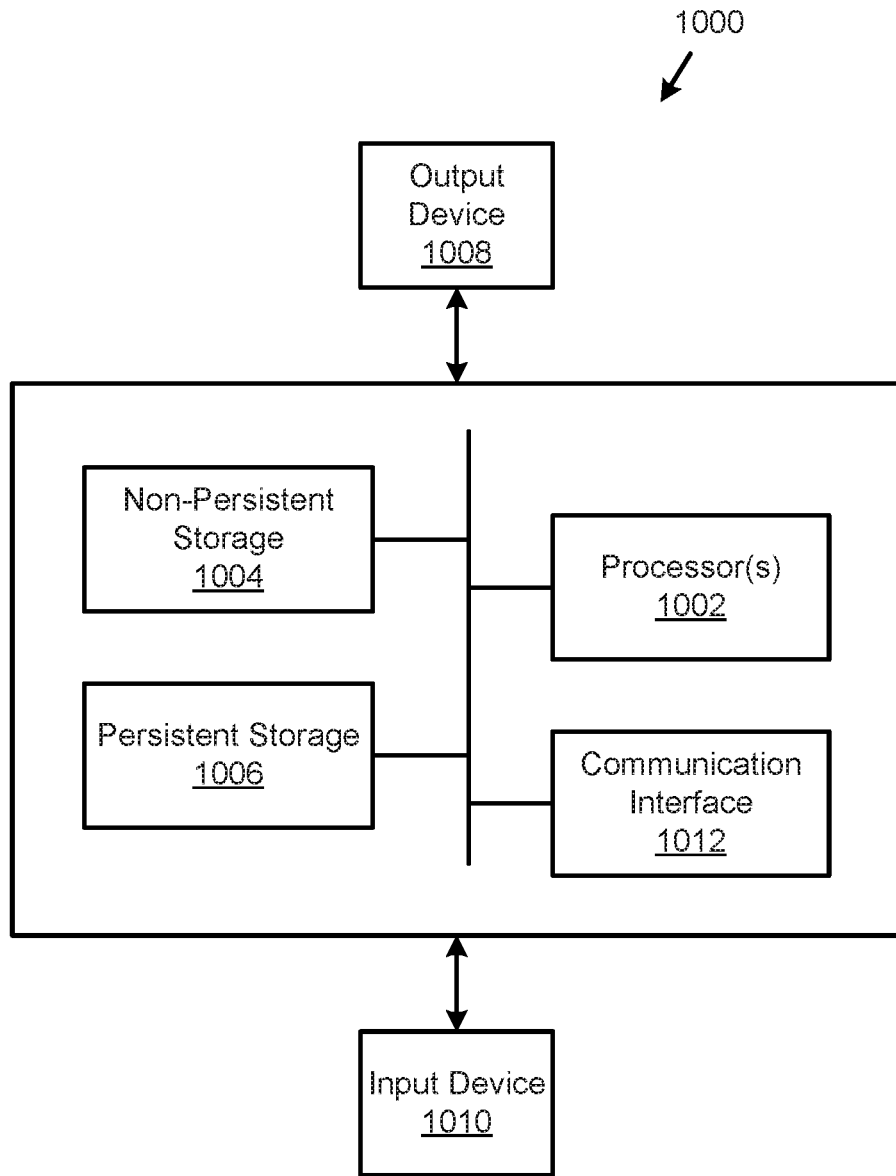 1000
Output
Device
1008
Non-Persistent
Storage
1004
Processor(s)
1002
Persistent Storage
1006
Communication
Interface
1012
Input Device
1010